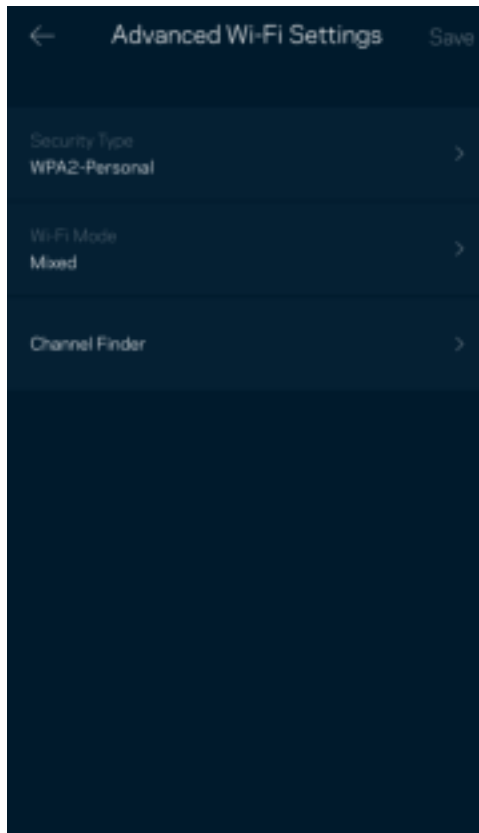 Advanced Wi-Fi Settings Save
Security Type
WPA2-Personal
Wi-Fi Mode
Mixed
Channel Finder